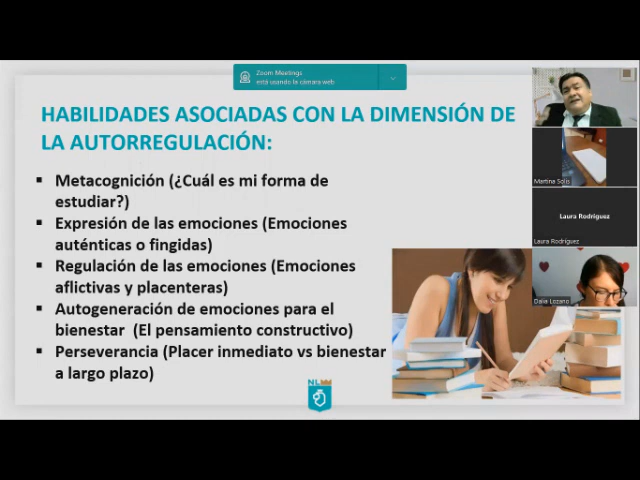 Zoom Meetings
está usando la cámara web
HABILIDADES ASOCIADAS CON LA DIMENSIÓN DE
LA AUTORREGULACIÓN:
▪ Metacognición (¿Cuál es mi forma de
estudiar?)
▪ Expresión de las emociones (Emociones
auténticas o fingidas)
▪ Regulación de las emociones (Emociones
aflictivas y placenteras)
▪ Autogeneración de emociones para el
bienestar (El pensamiento constructivo)
▪ Perseverancia (Placer inmediato vs bienestar
a largo plazo)
NL
Martina Solis
Laura Rodriguez
Laura Rodriguez
Dalia Lozano